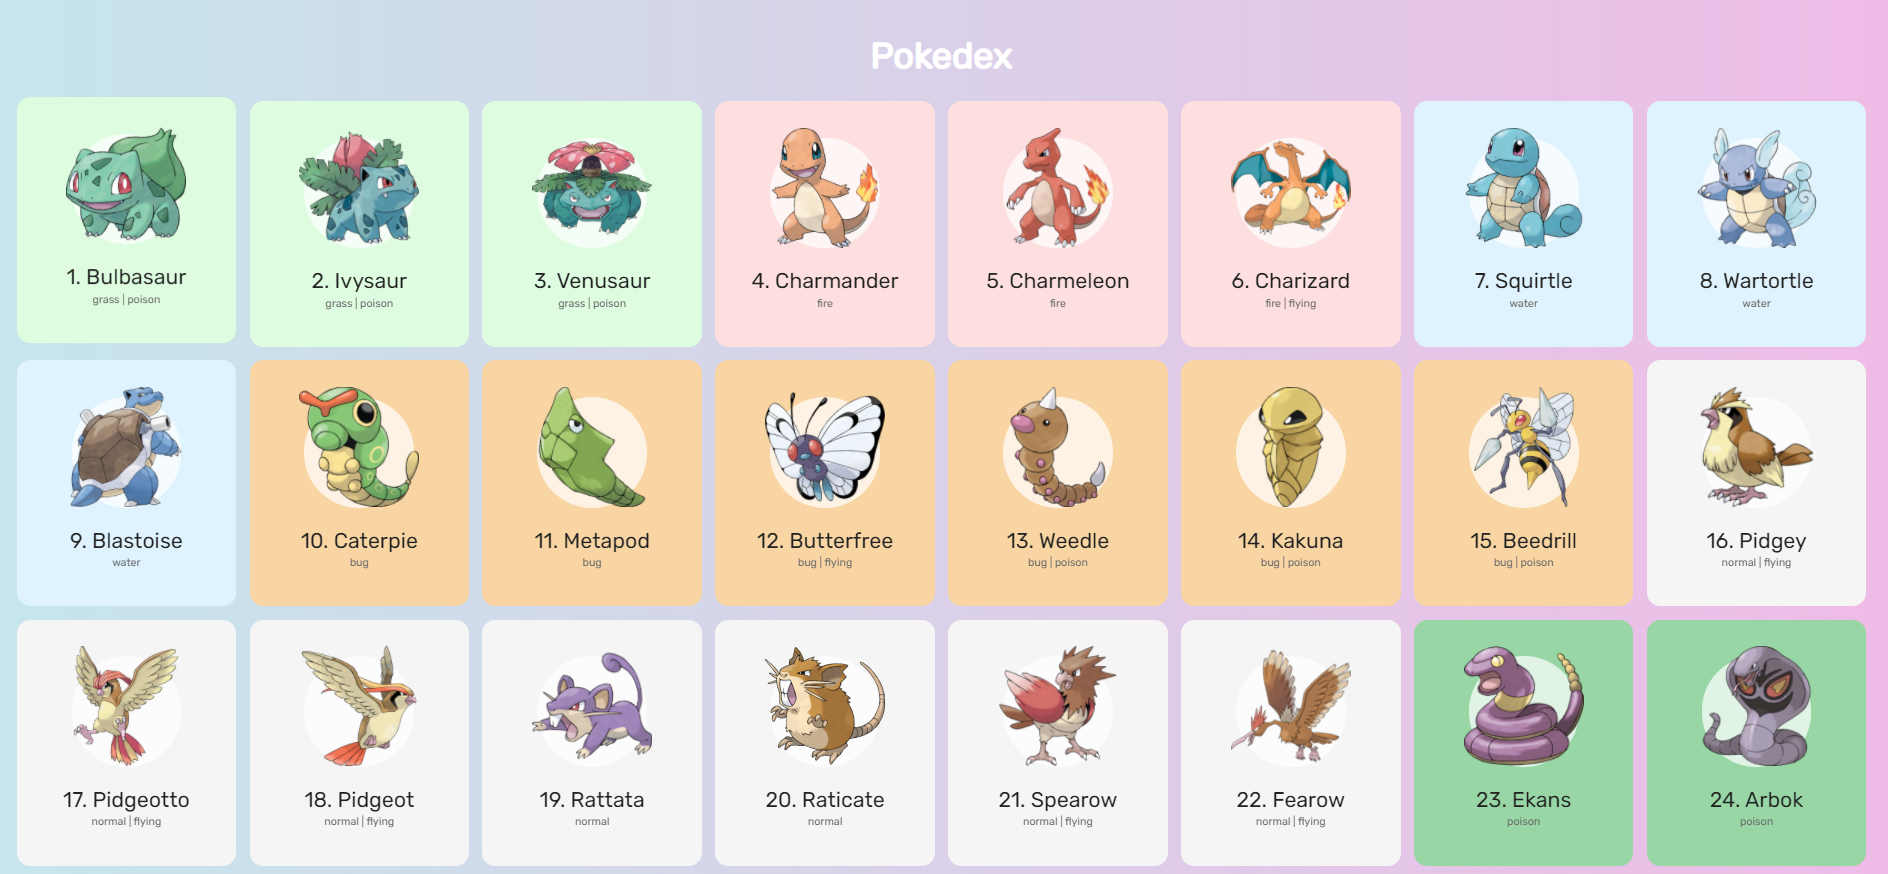 Pokedex
1. Bulbasaur
grass | poison
2. Ivysaur
grass | poison
3. Venusaur
grass | poison
4. Charmander
fire
5. Charmeleon
fire
6. Charizard
fire | flying
7. Squirtle
water
8. Wartortle
water
9. Blastoise
water
10. Caterpie
bug
11. Metapod
bug
12. Butterfree
bug | flying
13. Weedle
bug | poison
14. Kakuna
bug | poison
15. Beedrill
bug | poison
16. Pidgey
normal | flying
17. Pidgeotto
normal | flying
18. Pidgeot
normal | flying
19. Rattata
normal
20. Raticate
normal
21. Spearow
normal | flying
22. Fearow
normal | flying
23. Ekans
poison
24. Arbok
poison